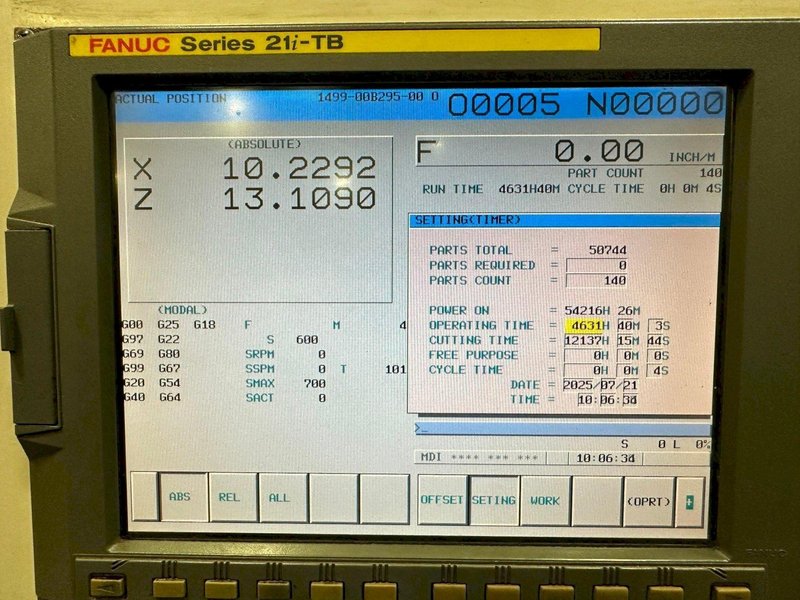 FANUC Series 21i-TB
ACTUAL POSITION 1499-00B295-00 0 O0005 N00000
(ABSOLUTE)
X 10.2292
Z 13.1090
F 0.00 INCH/M
PART COUNT 140
RUN TIME 4631H40M CYCLE TIME 0H 0M 4S
SETTING(TIMER)
PARTS TOTAL = 50744
PARTS REQUIRED = 0
PARTS COUNT = 140
POWER ON = 54216H 26M
OPERATING TIME = 4631H 40M 3S
CUTTING TIME = 12137H 15M 44S
FREE PURPOSE = 0H 0M 0S
CYCLE TIME = 0H 0M 4S
DATE = 2025/07/21
TIME = 10:06:34
(MODAL)
G00 G25 G18 F M 4
G97 G22 S 600
G69 G80 SRPM 0
G99 G67 SSPM 0 T 101
G20 G54 SMAX 700
G40 G64 SACT 0
>_
S 0 L 0%
MDI **** *** *** 10:06:34
ABS REL ALL OFFSET SETING WORK (OPRT) +
FANUC